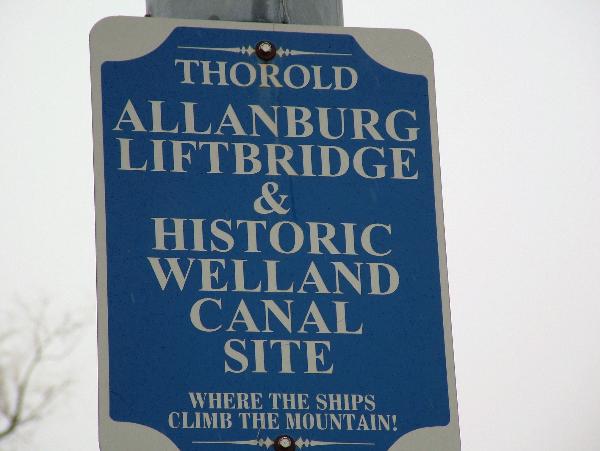 THOROLD
ALLANBURG
LIFTBRIDGE
&
HISTORIC
WELLAND
CANAL
SITE
WHERE THE SHIPS
CLIMB THE MOUNTAIN!